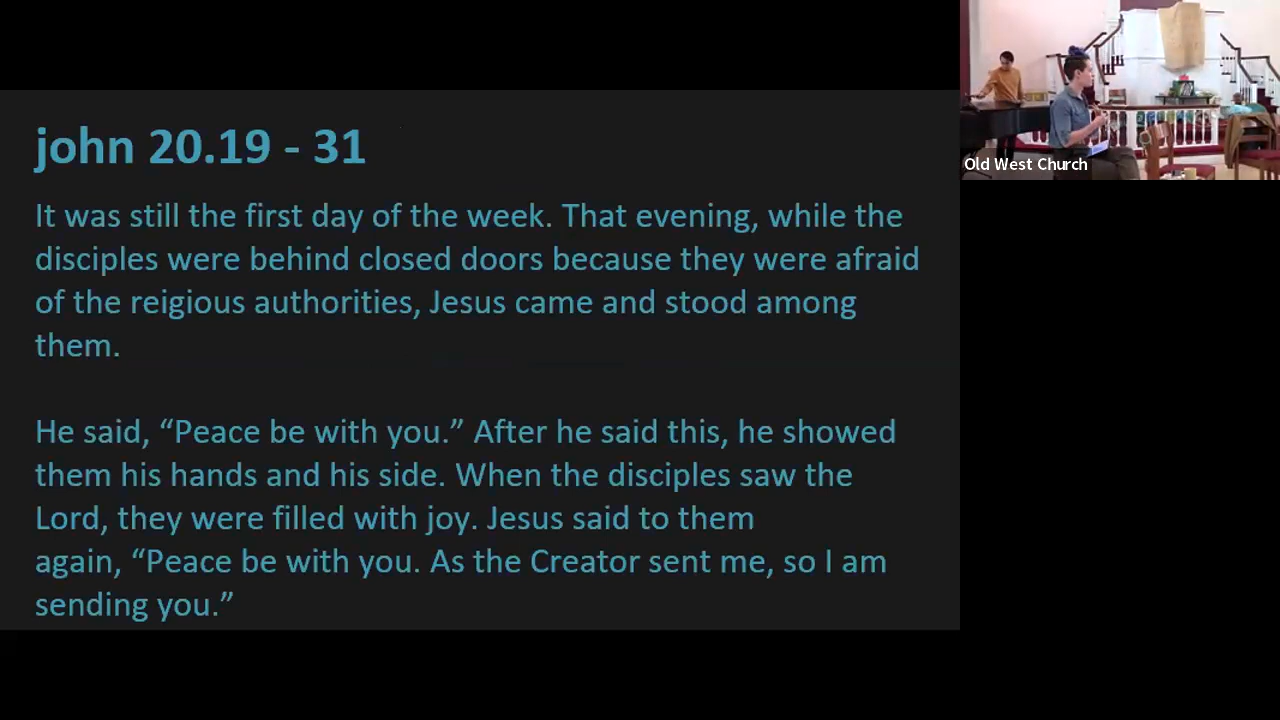 john 20.19 - 31
It was still the first day of the week. That evening, while the
disciples were behind closed doors because they were afraid
of the reigious authorities, Jesus came and stood among
them.
He said, “Peace be with you.” After he said this, he showed
them his hands and his side. When the disciples saw the
Lord, they were filled with joy. Jesus said to them
again, “Peace be with you. As the Creator sent me, so I am
sending you.”
Old West Church